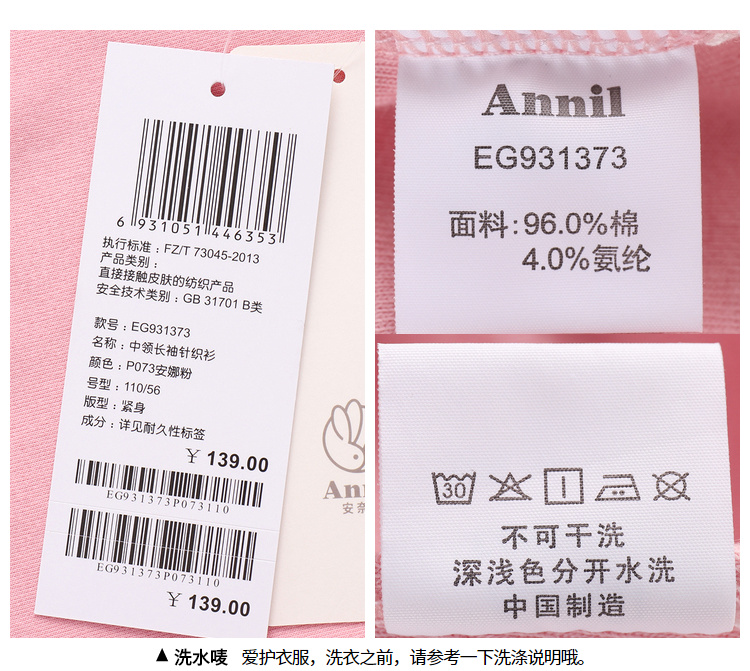 6 931051 446353
执行标准：FZ/T 73045-2013
产品类别：
直接接触皮肤的纺织产品
安全技术类别：GB 31701 B类
款号：EG931373
名称：中领长袖针织衫
颜色：P073安娜粉
号型：110/56
版型：紧身
成分：详见耐久性标签
￥ 139.00
EG931373P073110
EG931373P073110
￥ 139.00
Ann
安奈
Annil
EG931373
面料：96.0%棉
4.0%氨纶
30
不可干洗
深浅色分开水洗
中国制造
▲ 洗水唛 爱护衣服，洗衣之前，请参考一下洗涤说明哦。